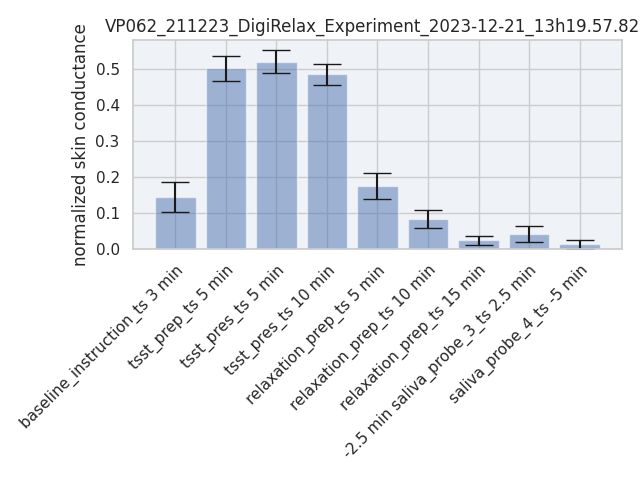 VP062_211223_DigiRelax_Experiment_2023-12-21_13h19.57.82
normalized skin conductance
0.5
0.4
0.3
0.2
0.1
0.0
baseline_instruction_ts 3 min
tsst_prep_ts 5 min
tsst_pres_ts 5 min
tsst_pres_ts 10 min
relaxation_prep_ts 5 min
relaxation_prep_ts 10 min
relaxation_prep_ts 15 min
-2.5 min saliva_probe_3_ts 2.5 min
saliva_probe_4_ts -5 min